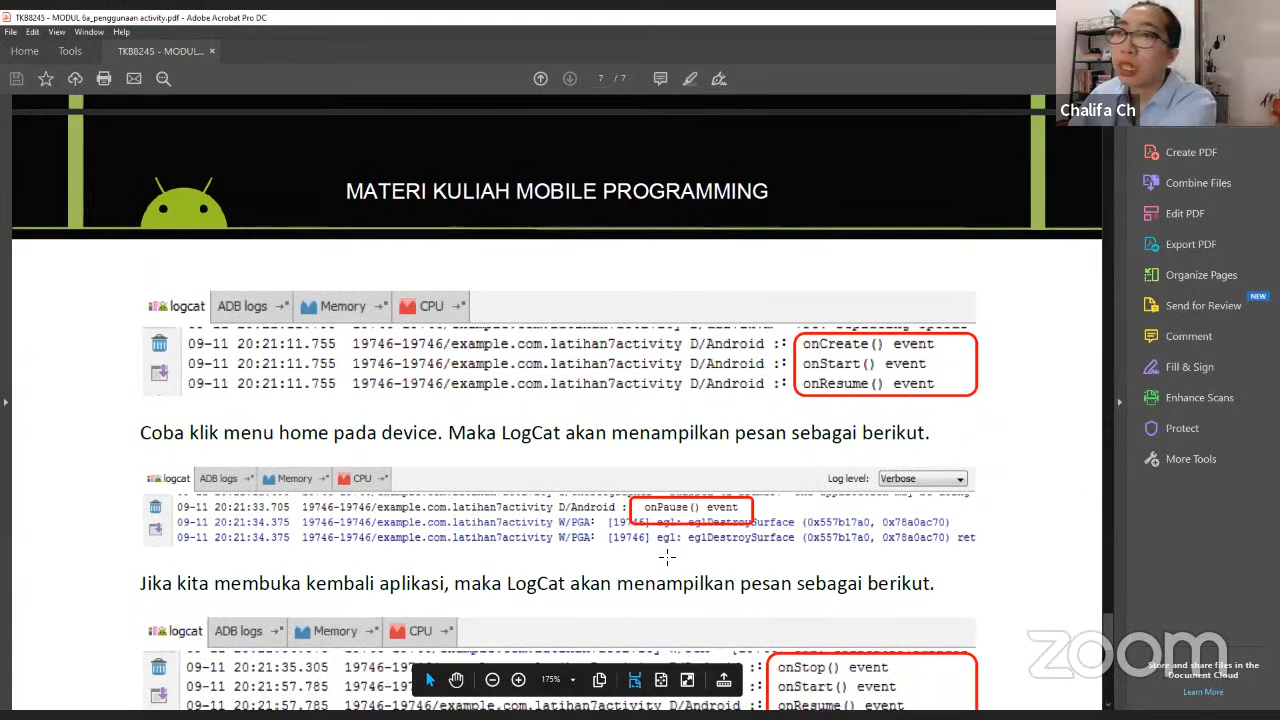 TKB8245 - MODUL 6a_penggunaan activity.pdf - Adobe Acrobat Pro DC
File Edit View Window Help
Home Tools TKB8245 - MODUL... ×
7 / 7
Chalifa Ch
Create PDF
Combine Files
Edit PDF
Export PDF
Organize Pages
Send for Review NEW
Comment
Fill & Sign
Enhance Scans
Protect
More Tools
MATERI KULIAH MOBILE PROGRAMMING
logcat ADB logs Memory CPU
09-11 20:21:11.755 19746-19746/example.com.latihan7activity D/Android :: onCreate() event
09-11 20:21:11.755 19746-19746/example.com.latihan7activity D/Android :: onStart() event
09-11 20:21:11.755 19746-19746/example.com.latihan7activity D/Android :: onResume() event
Coba klik menu home pada device. Maka LogCat akan menampilkan pesan sebagai berikut.
logcat ADB logs Memory CPU Log level: Verbose
09-11 20:21:33.705 19746-19746/example.com.latihan7activity D/Android : onPause() event
09-11 20:21:34.375 19746-19746/example.com.latihan7activity W/PGA: [19746] egl: eglDestroySurface (0x557b17a0, 0x78a0ac70)
09-11 20:21:34.375 19746-19746/example.com.latihan7activity W/PGA: [19746] egl: eglDestroySurface (0x557b17a0, 0x78a0ac70) ret
Jika kita membuka kembali aplikasi, maka LogCat akan menampilkan pesan sebagai berikut.
logcat ADB logs Memory CPU
09-11 20:21:35.305 19746-19 onStop() event
09-11 20:21:57.785 19746-19 onStart() event
09-11 20:21:57.785 19746-19 onResume() event
175%
zoom
Store and share files in the
Document Cloud
Learn More